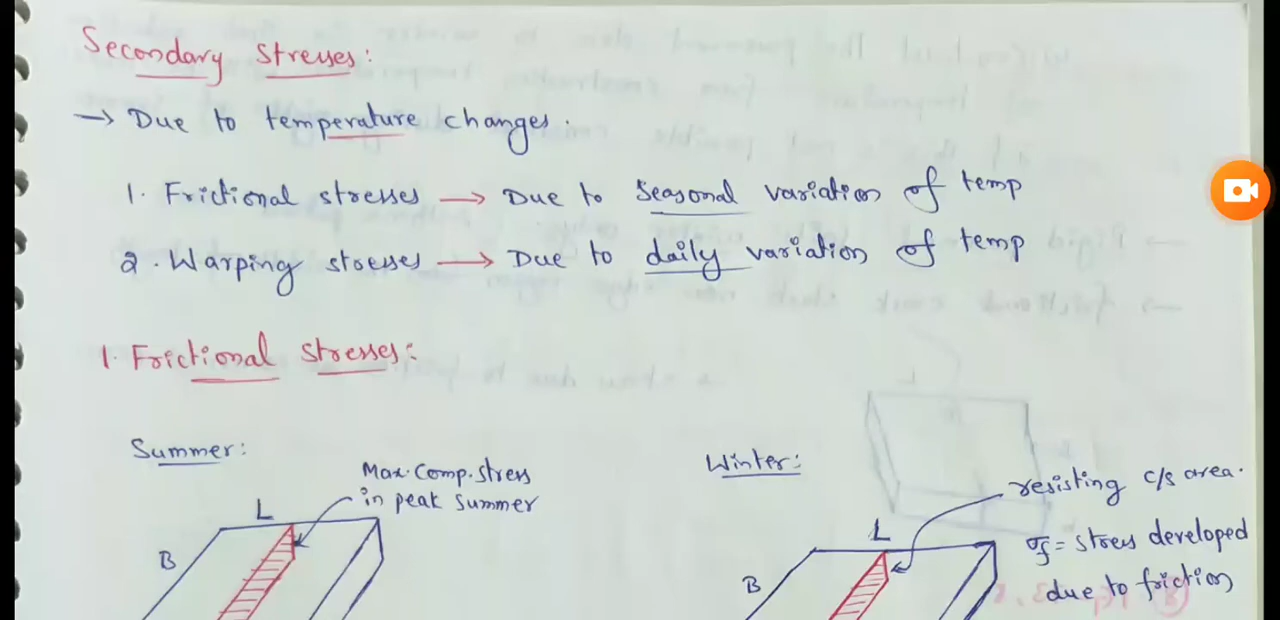 Secondary Stresses:
→ Due to temperature changes.
1. Frictional stresses → Due to seasonal variation of temp
2. Warping stresses → Due to daily variation of temp
1. Frictional Stresses:
Summer:
Max. Comp. stress
in peak summer
L
B
Winter:
resisting c/s area.
L
B
σf = stress developed
due to friction